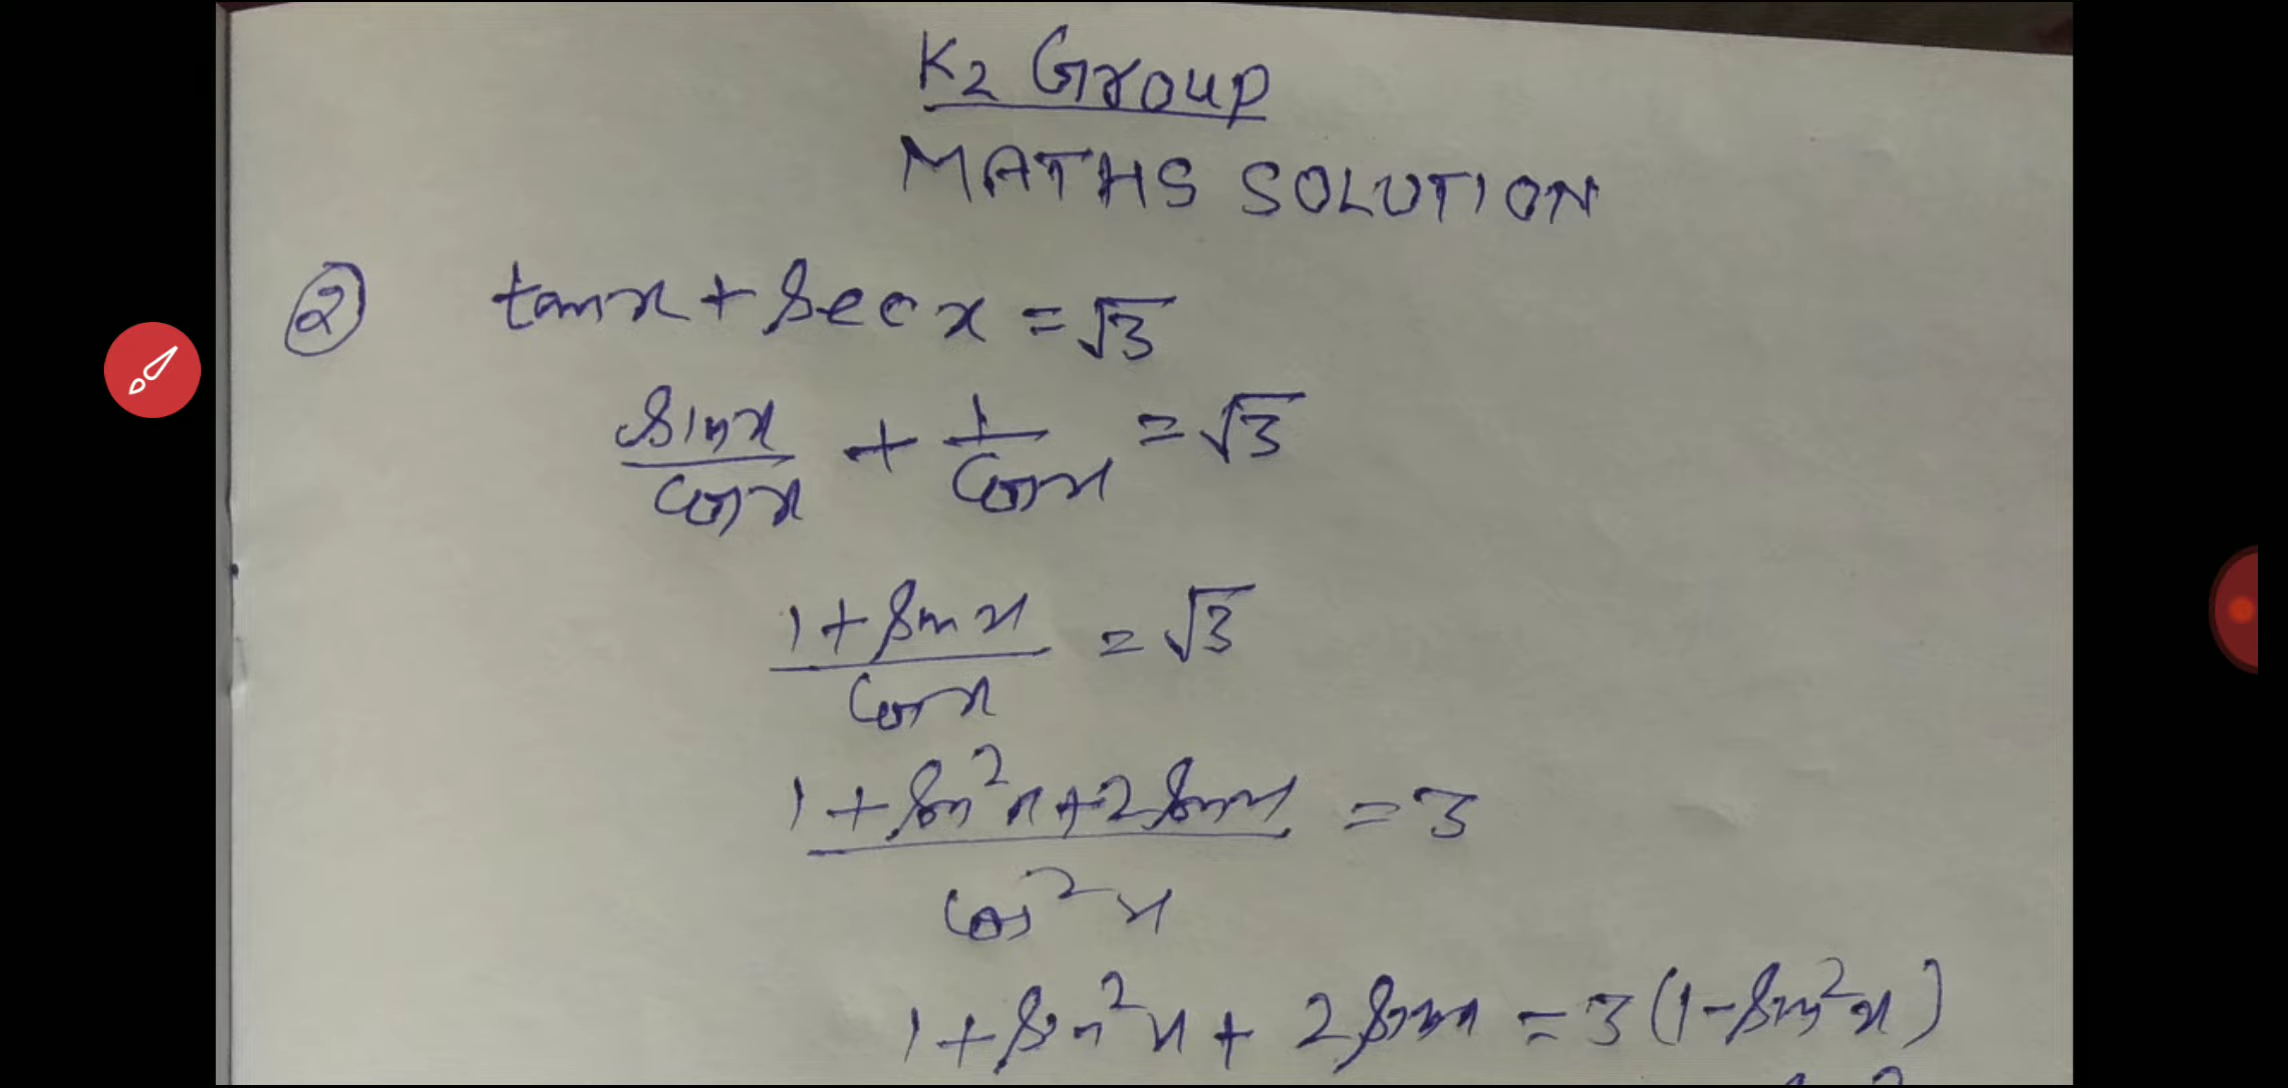 K2 Group
MATHS SOLUTION
② tanx + secx = √3
sinx/cosx + 1/cosx = √3
1 + sinx/cosx = √3
1 + sin²x + 2sinx/cos²x = 3
1 + sin²x + 2sinx = 3(1 - sin²x)